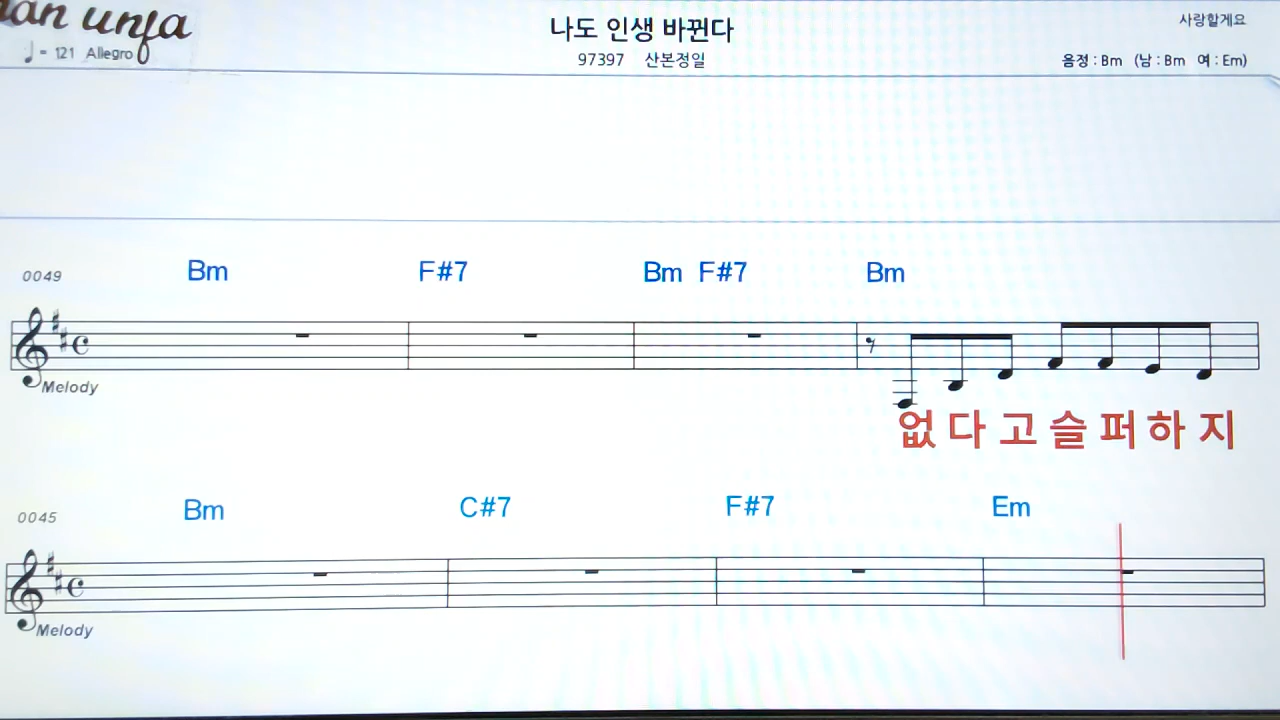 나도 인생 바뀐다
사랑할게요
♩ = 121 Allegro
97397 산본정일
음정 : Bm (남 : Bm 여 : Em)
0049 Bm F#7 Bm F#7 Bm
Melody
없다고슬퍼하지
0045 Bm C#7 F#7 Em
Melody